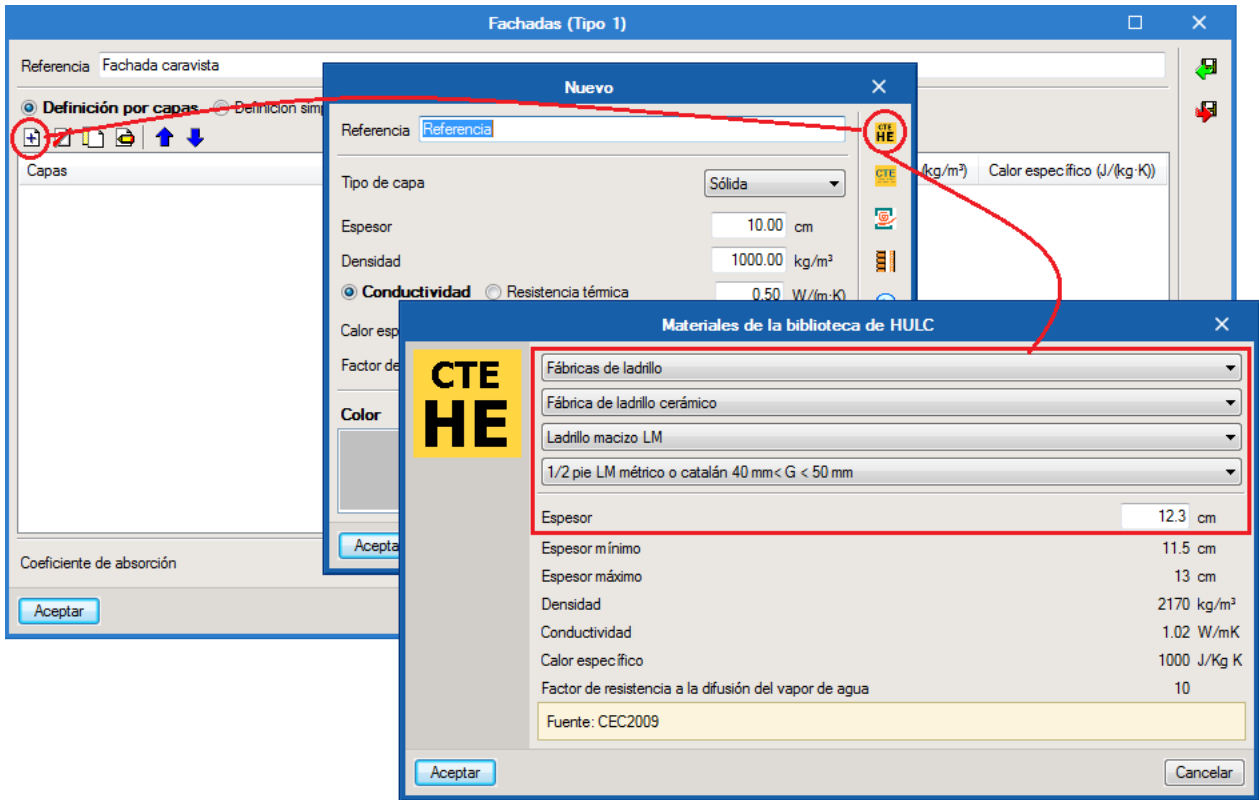 Fachadas (Tipo 1)
Referencia Fachada caravista
Definición por capas Definición sim
Capas
(kg/m³) Calor específico (J/(kg·K))
Coeficiente de absorción
Aceptar
Nuevo
Referencia Referencia
CTE HE
Tipo de capa Sólida
CTE
Espesor 10.00 cm
Densidad 1000.00 kg/m³
Conductividad Resistencia térmica 0.50 W/(m·K)
Calor esp
Factor de
Color
Acepta
Materiales de la biblioteca de HULC
CTE
HE
Fábricas de ladrillo
Fábrica de ladrillo cerámico
Ladrillo macizo LM
1/2 pie LM métrico o catalán 40 mm< G < 50 mm
Espesor 12.3 cm
Espesor mínimo 11.5 cm
Espesor máximo 13 cm
Densidad 2170 kg/m³
Conductividad 1.02 W/mK
Calor específico 1000 J/Kg K
Factor de resistencia a la difusión del vapor de agua 10
Fuente: CEC2009
Aceptar Cancelar